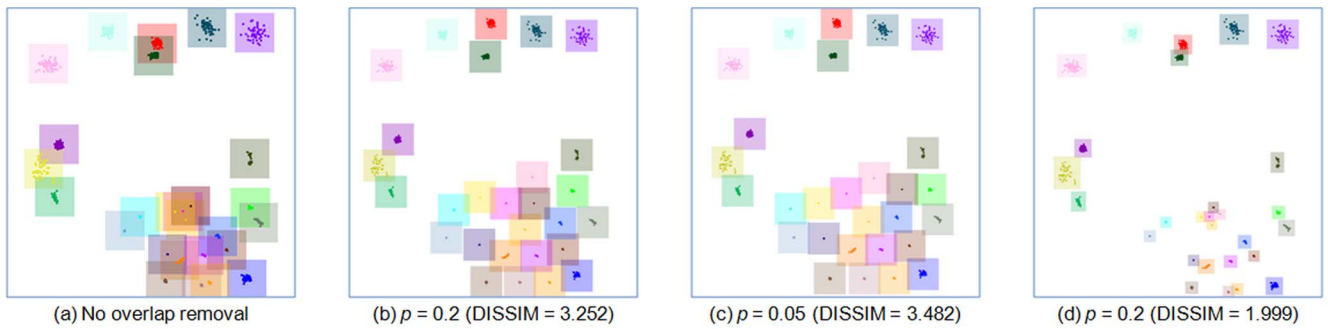 (a) No overlap removal
(b) p = 0.2 (DISSIM = 3.252)
(c) p = 0.05 (DISSIM = 3.482)
(d) p = 0.2 (DISSIM = 1.999)